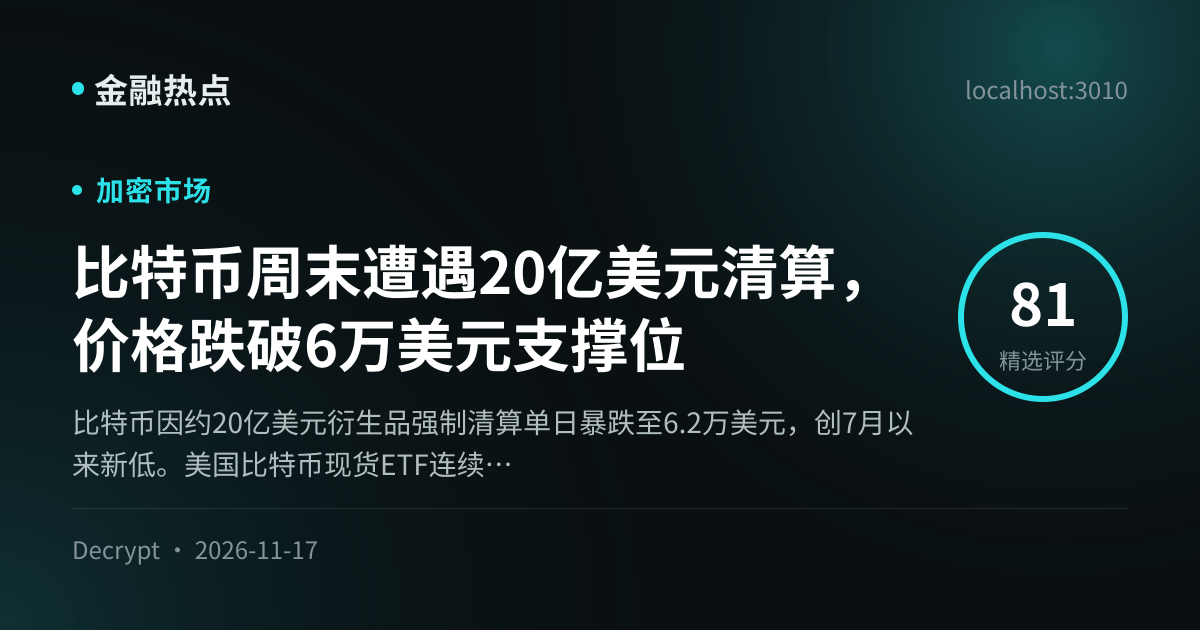 金融热点
localhost:3010
加密市场
比特币周末遭遇20亿美元清算，
价格跌破6万美元支撑位
81
精选评分
比特币因约20亿美元衍生品强制清算单日暴跌至6.2万美元，创7月以
来新低。美国比特币现货ETF连续…
Decrypt · 2026-11-17